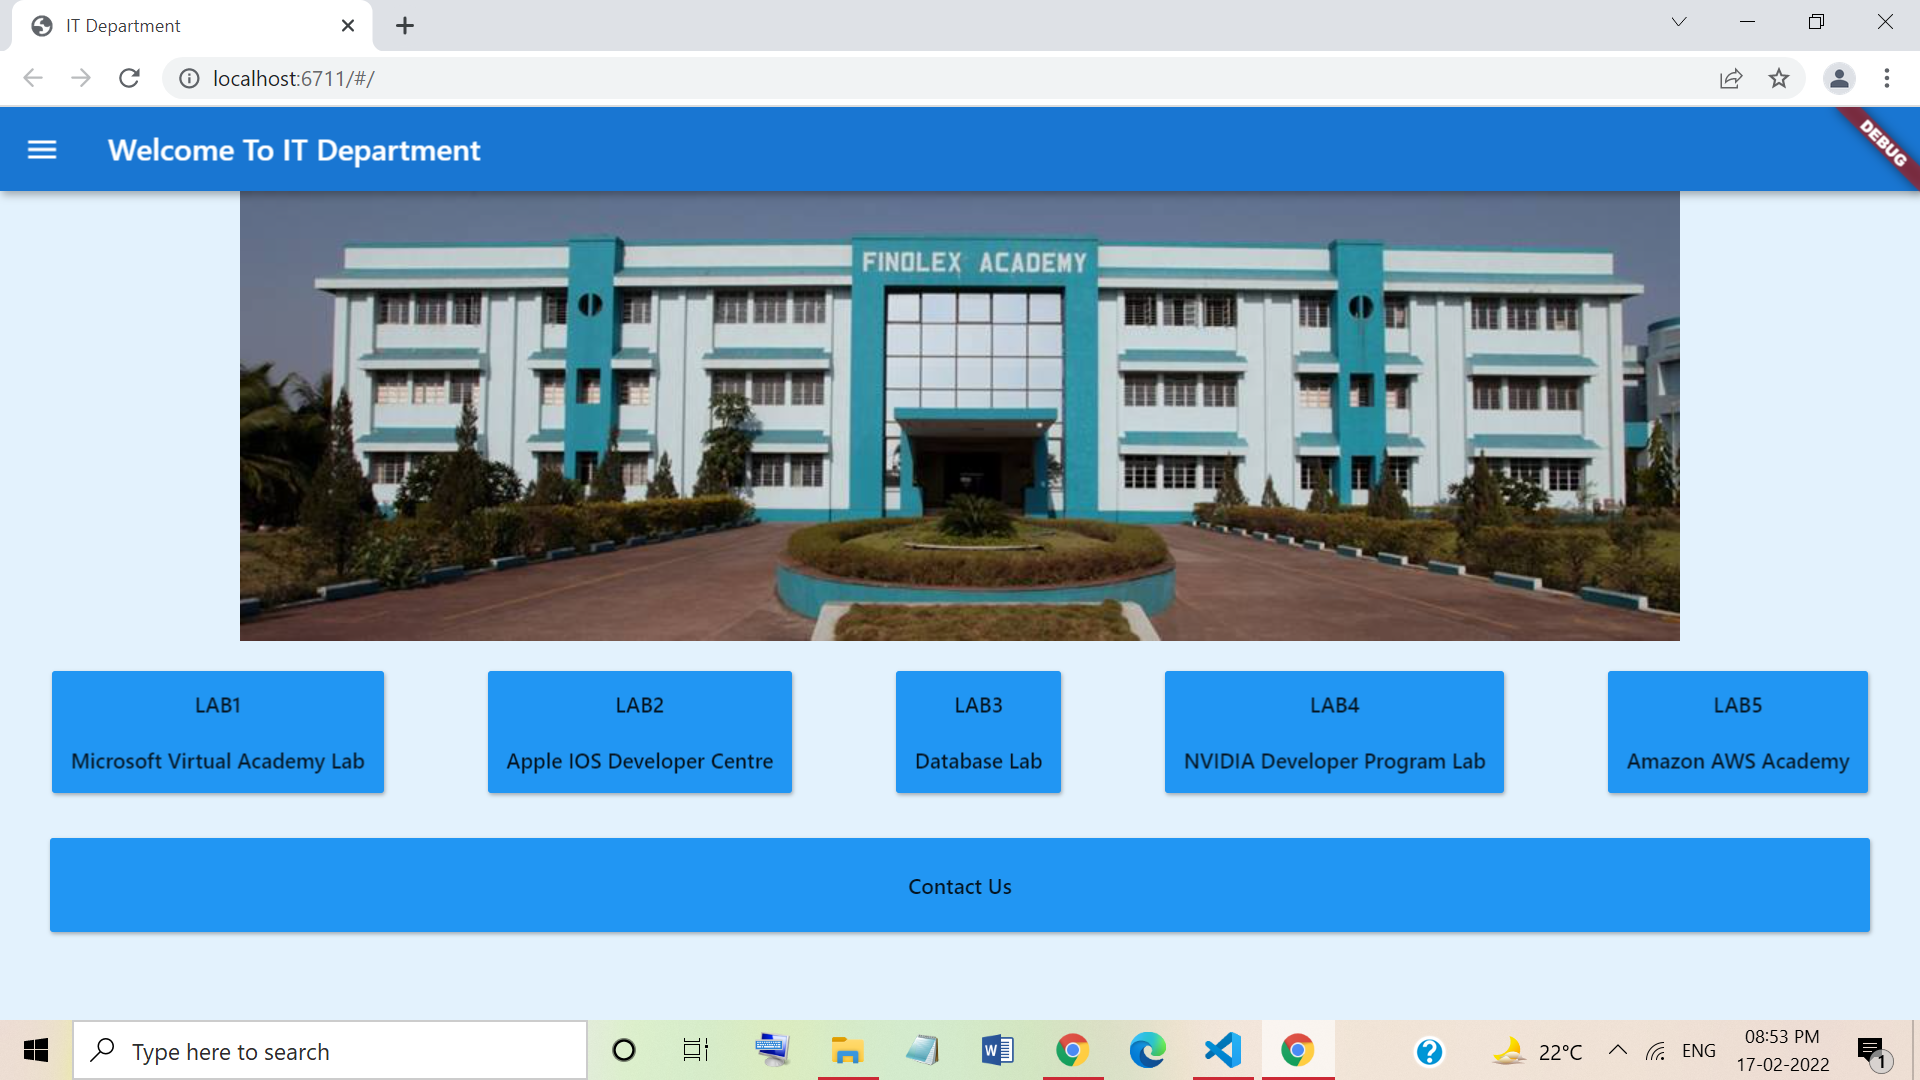 IT Department
localhost:6711/#/
Welcome To IT Department
DEBUG
FINOLEX ACADEMY
LAB1
Microsoft Virtual Academy Lab
LAB2
Apple IOS Developer Centre
LAB3
Database Lab
LAB4
NVIDIA Developer Program Lab
LAB5
Amazon AWS Academy
Contact Us
Type here to search
W
?
22°C
ENG
08:53 PM
17-02-2022
1